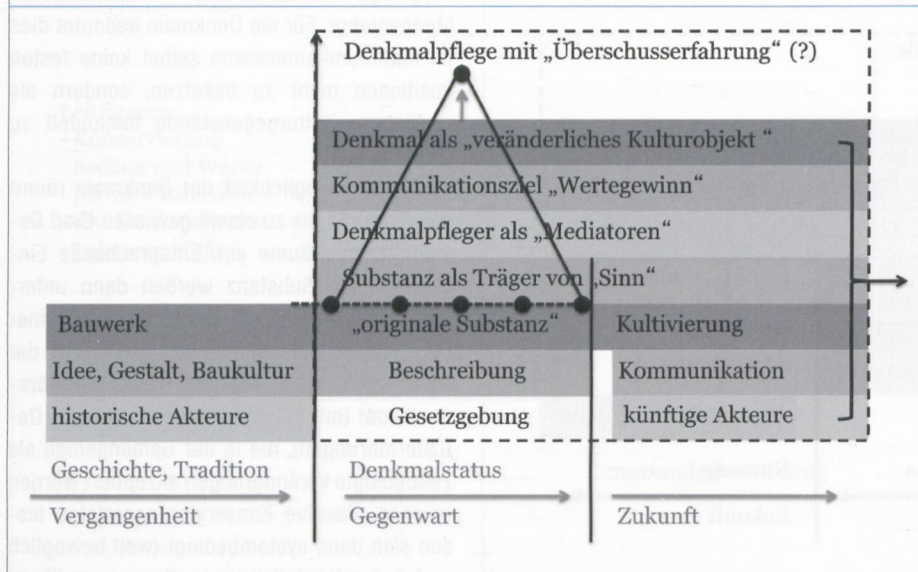 Denkmalpflege mit „Überschusserfahrung“ (?)
Denkmal als „veränderliches Kulturobjekt “
Kommunikationsziel „Wertegewinn“
Denkmalpfleger als „Mediatoren“
Substanz als Träger von „Sinn“
Bauwerk
„originale Substanz“
Kultivierung
Idee, Gestalt, Baukultur
Beschreibung
Kommunikation
historische Akteure
Gesetzgebung
künftige Akteure
Geschichte, Tradition
Denkmalstatus
Vergangenheit
Gegenwart
Zukunft